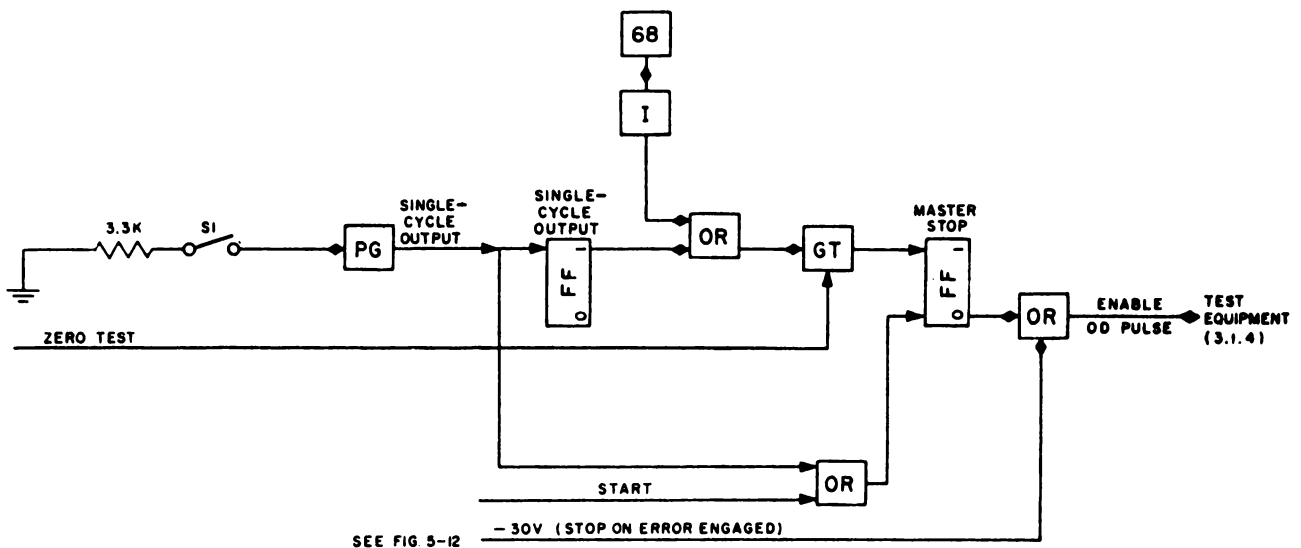 68
I
3.3K
S1
PG
SINGLE-
CYCLE
OUTPUT
SINGLE-
CYCLE
OUTPUT
FF
1
0
OR
GT
MASTER
STOP
FF
1
0
OR
ENABLE
OD PULSE
TEST
EQUIPMENT
(3.1.4)
ZERO TEST
START
OR
SEE FIG. 5-12
-30V (STOP ON ERROR ENGAGED)